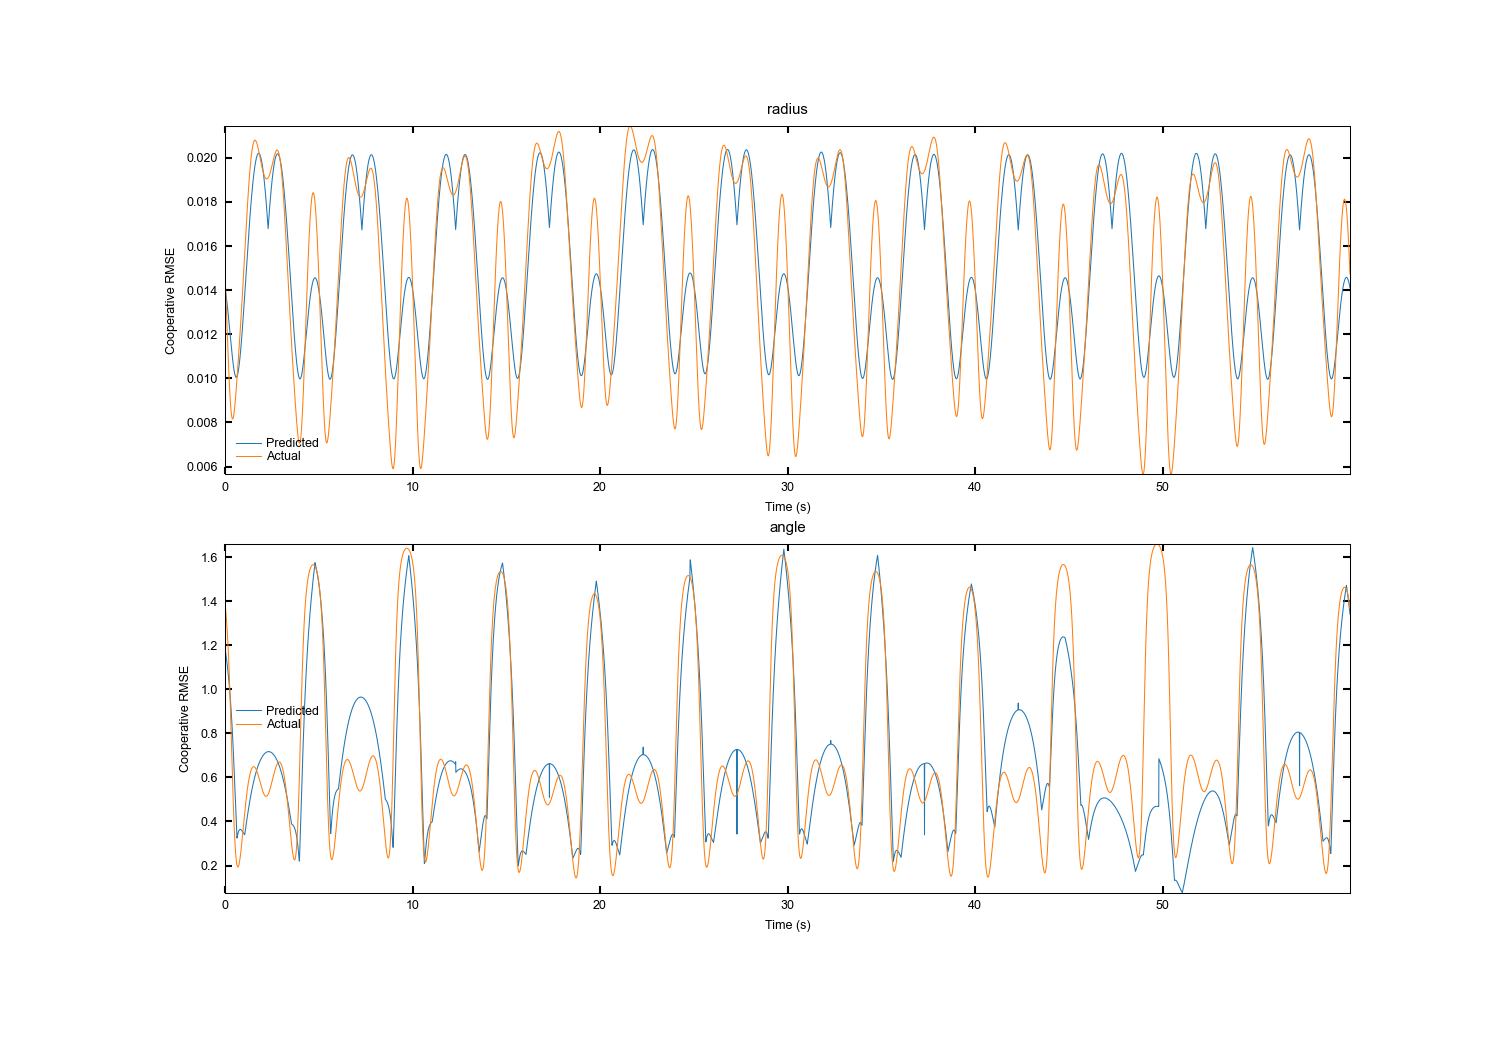 radius
0.020
0.018
0.016
0.014
0.012
0.010
0.008
0.006
Cooperative RMSE
Predicted
Actual
0 10 20 30 40 50
Time (s)
angle
1.6
1.4
1.2
1.0
0.8
0.6
0.4
0.2
Cooperative RMSE
Predicted
Actual
0 10 20 30 40 50
Time (s)